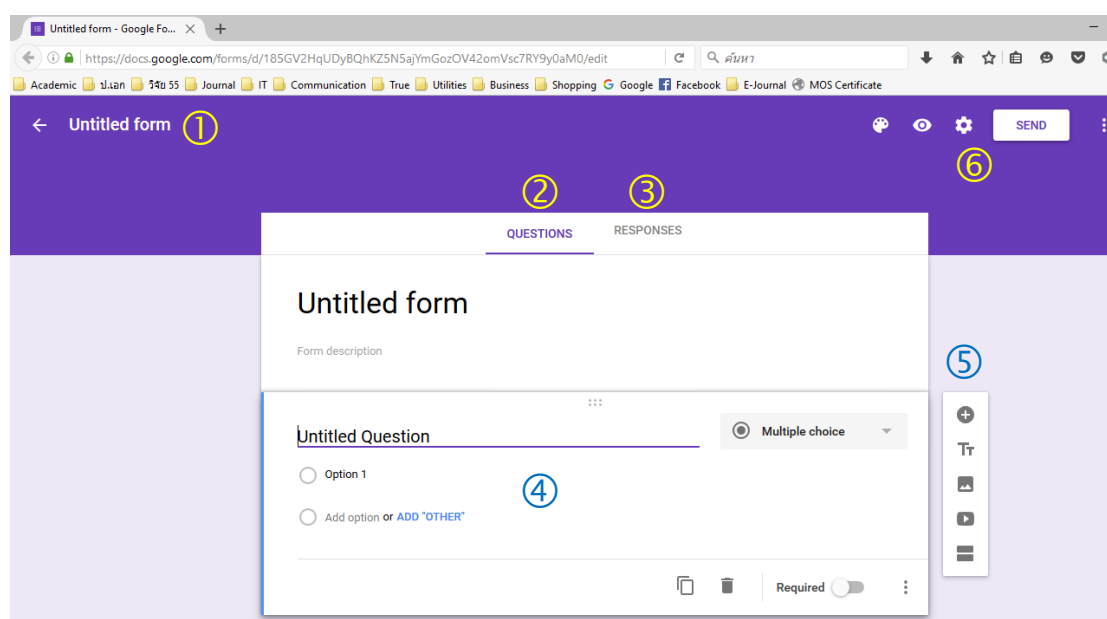 Untitled form - Google Fo...
https://docs.google.com/forms/d/185GV2HqUDyBQhKZ5N5ajYmGozOV42omVsc7RY9y0aM0/edit
ค้นหา
Academic ป.เอก วิจัย 55 Journal IT Communication True Utilities Business Shopping Google Facebook E-Journal MOS Certificate
Untitled form ①
SEND
⑥
② ③
QUESTIONS RESPONSES
Untitled form
Form description
⑤
Untitled Question
Multiple choice
Tт
Option 1
④
Add option or ADD "OTHER"
Required